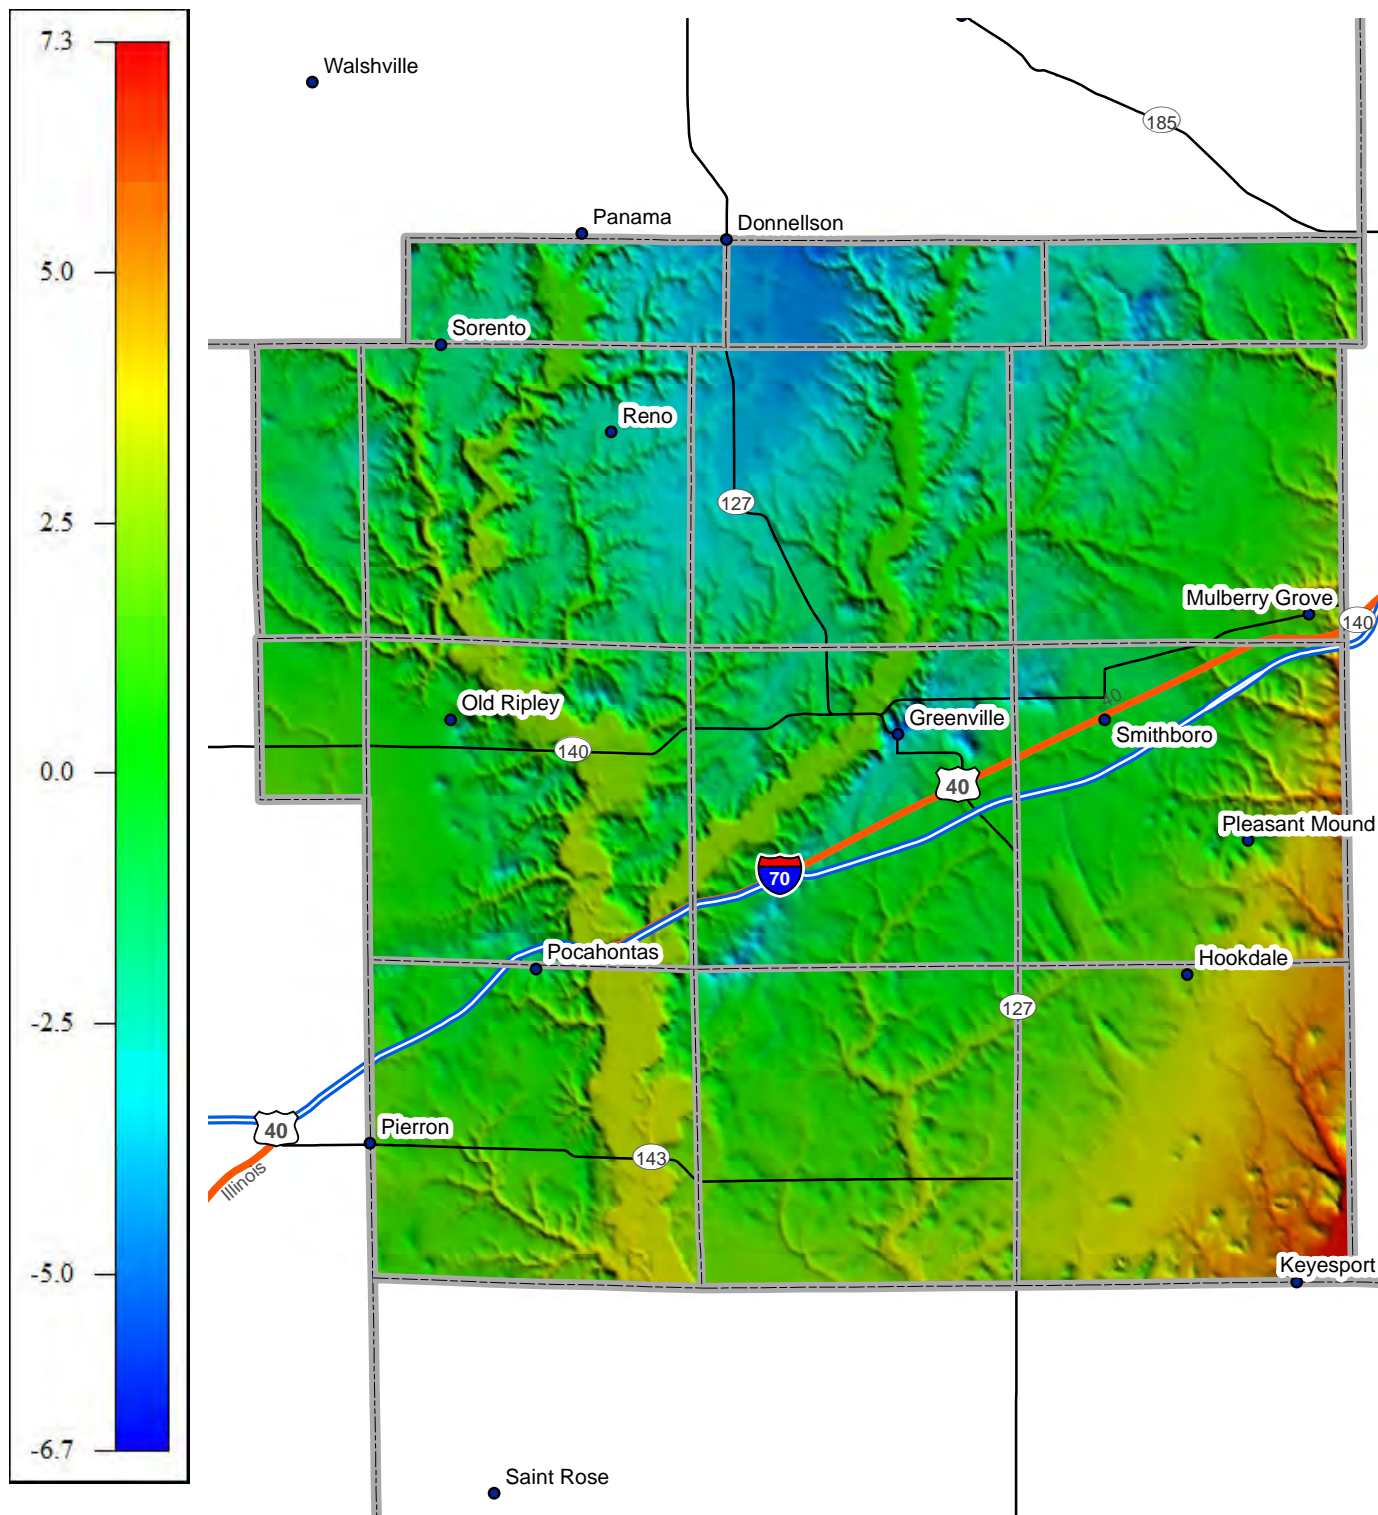 7.3
5.0
2.5
0.0
-2.5
-5.0
-6.7
Walshville
185
Panama
Donnellson
Sorento
Reno
127
Mulberry Grove
140
Old Ripley
40
Greenville
Smithboro
140
40
Pleasant Mound
70
Pocahontas
Hookdale
127
40
Pierron
143
Illinois
Keyesport
Saint Rose